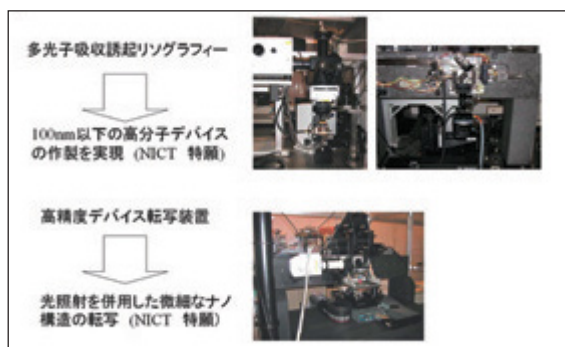 多光子吸収誘起リソグラフィー
100nm以下の高分子デバイス
の作製を実現 (NICT 特願)
高精度デバイス転写装置
光照射を併用した微細なナノ
構造の転写 (NICT 特願)